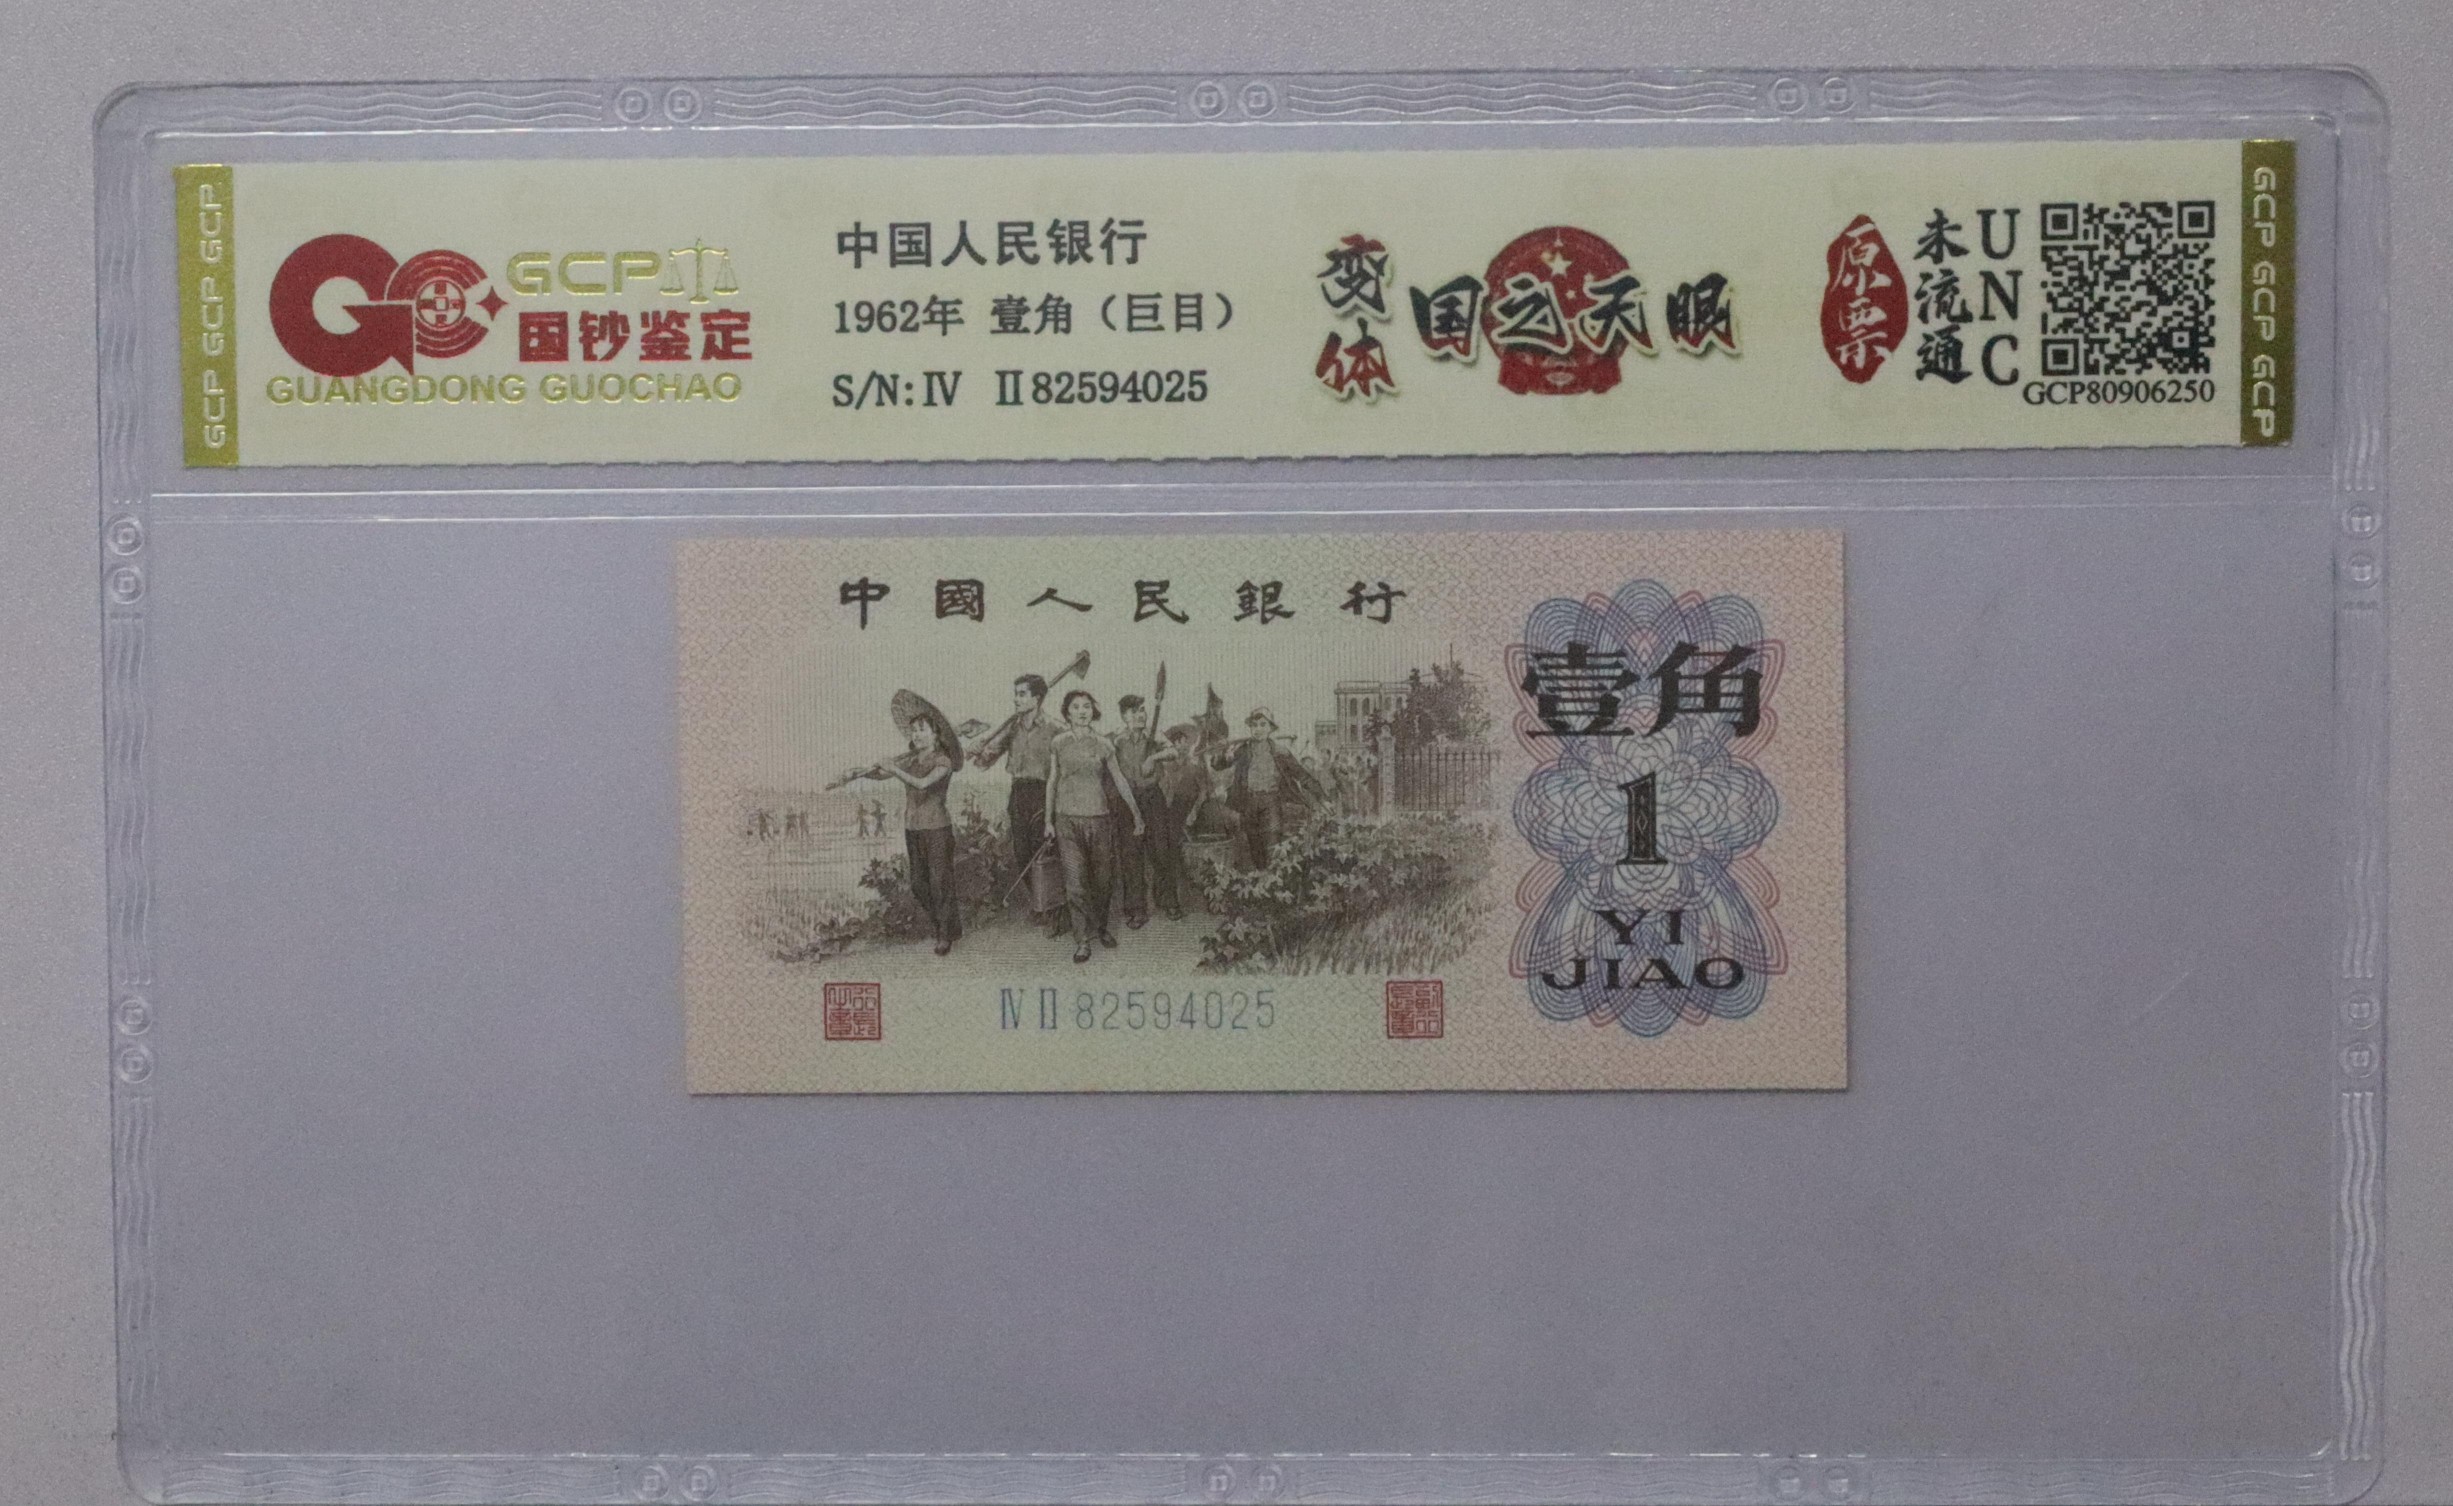 GCP GCP GCP
GCP
国钞鉴定
GUANGDONG GUOCHAO
中国人民银行
1962年 壹角（巨目）
S/N: IV II 82594025
变体
国之天眼
原票
未流通
UNC
GCP80906250
GCP GCP GCP
中國人民銀行
壹角
1
YI
JIAO
IV II 82594025